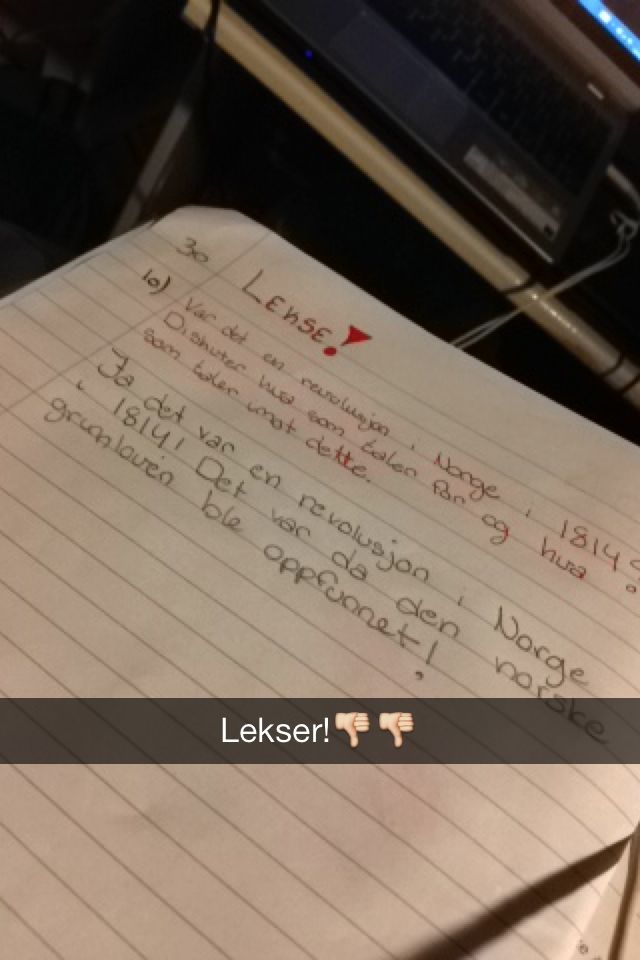 30
LEKSE!
10) Var det en revolusjon i Norge i 1814?
Diskuter hva som taler for og hva
som taler imot dette.
Ja det var en revolusjon i Norge
i 1814! Det var da den norske
grunnloven ble oppfunnet!
Lekser!👎🏻👎🏻